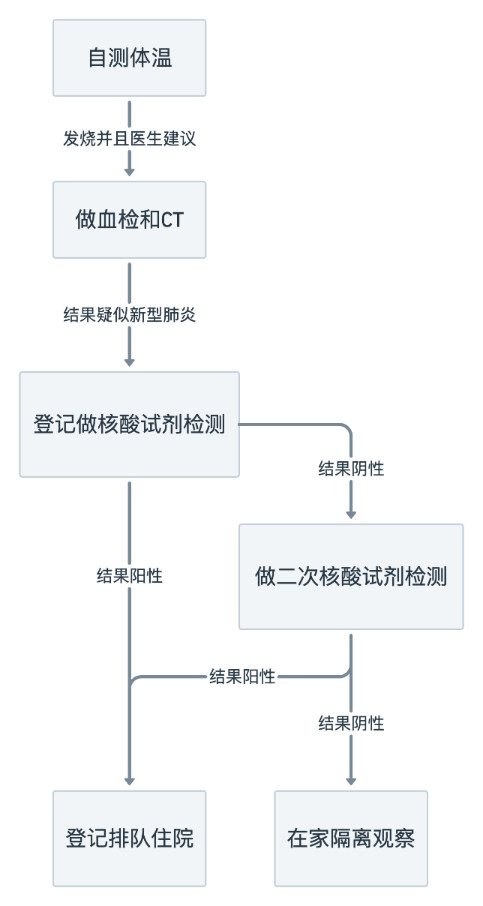 自测体温
发烧并且医生建议
做血检和CT
结果疑似新型肺炎
登记做核酸试剂检测
结果阴性
结果阳性
做二次核酸试剂检测
结果阳性
结果阴性
登记排队住院
在家隔离观察